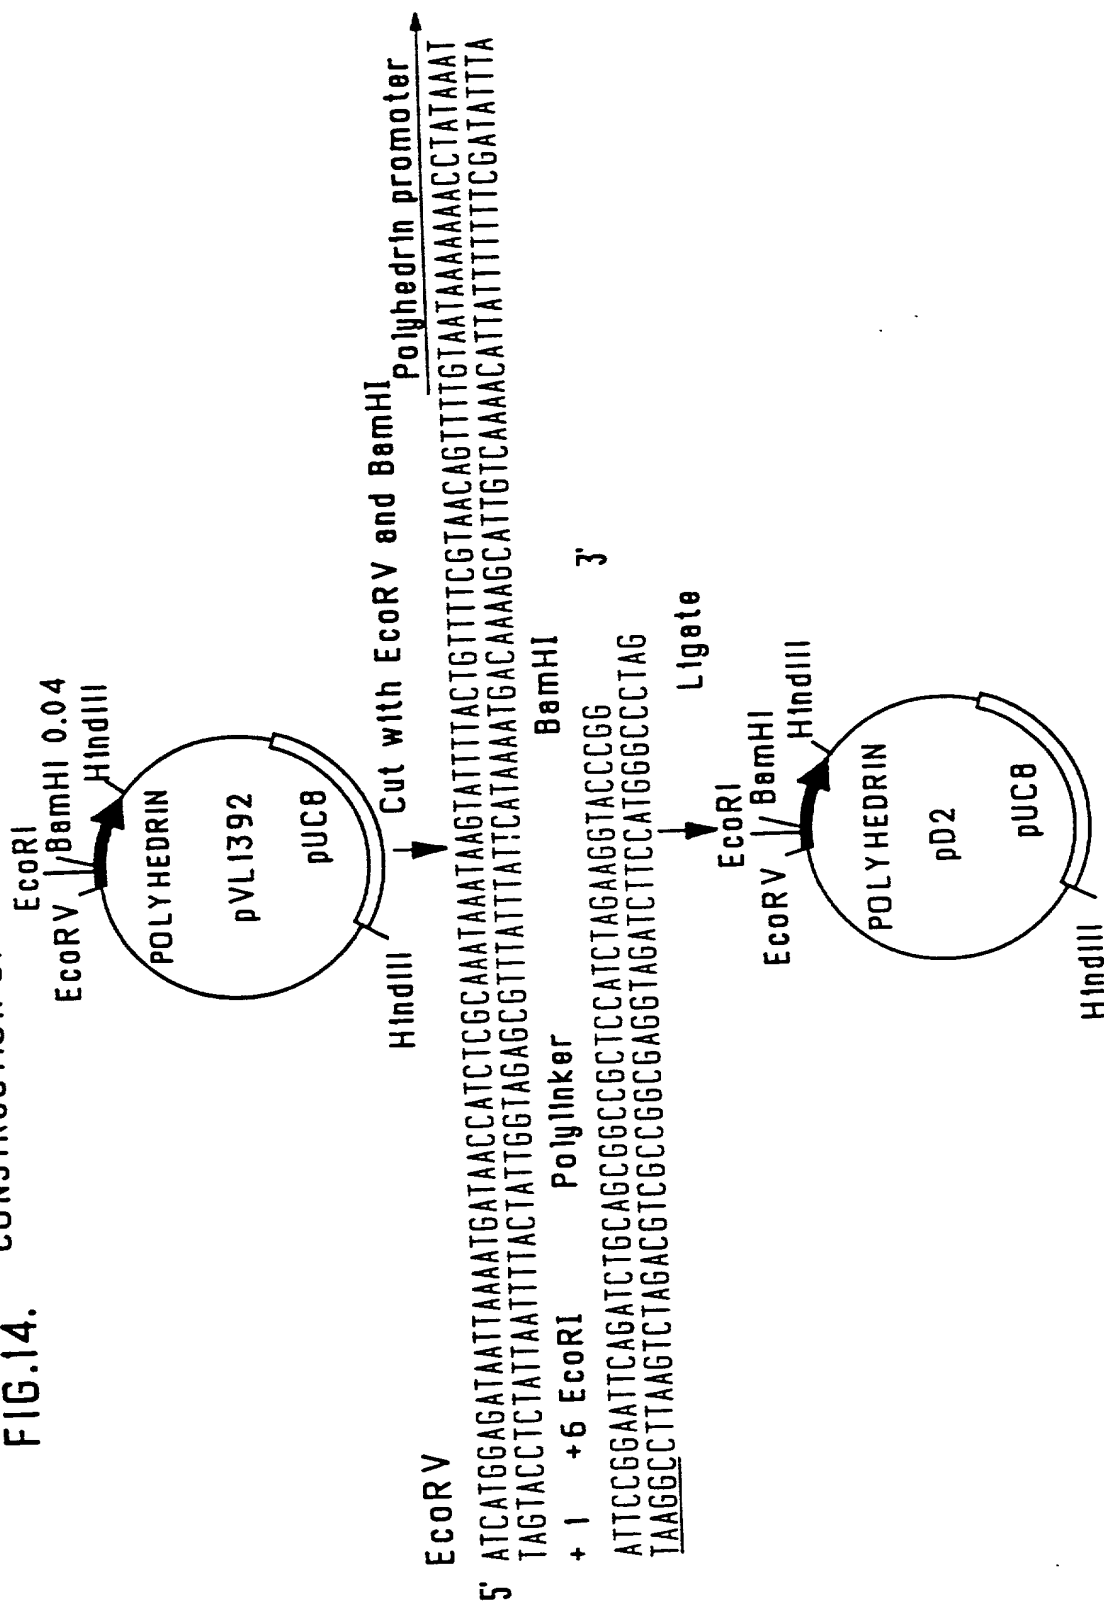 FIG.14.
EcoRI
EcoRV
BamHI 0.04
HindIII
POLYHEDRIN
pVL1392
pUC8
HindIII
Cut with EcoRV and BamHI
EcoRV
Polyhedrin promoter
5' ATCATGGAGATAATTAAAATGATAACCATCTCGCAAATAAATAAGTATTTTACTGTTTTCGTAACAGTTTTGTAATAAAAAAACCTATAAAT
TAGTACCTCTATTAATTTTACTATTGGTAGAGCGTTTATTTATTCATAAAATGACAAAAGCATTGTCAAAACATTATTTTTTTCGATATTTA
+ 1 +6 EcoRI Polylinker BamHI
ATTCCGGAATTCAGATCTGCAGCGGCCGCTCCATCTAGAAGGTACCCGG 3'
TAAGGCCTTAAGTCTAGACGTCGCCGGCGAGGTAGATCTTCCATGGGCCCTAG
Ligate
EcoRI
EcoRV
BamHI
HindIII
POLYHEDRIN
pD2
pUC8
HindIII